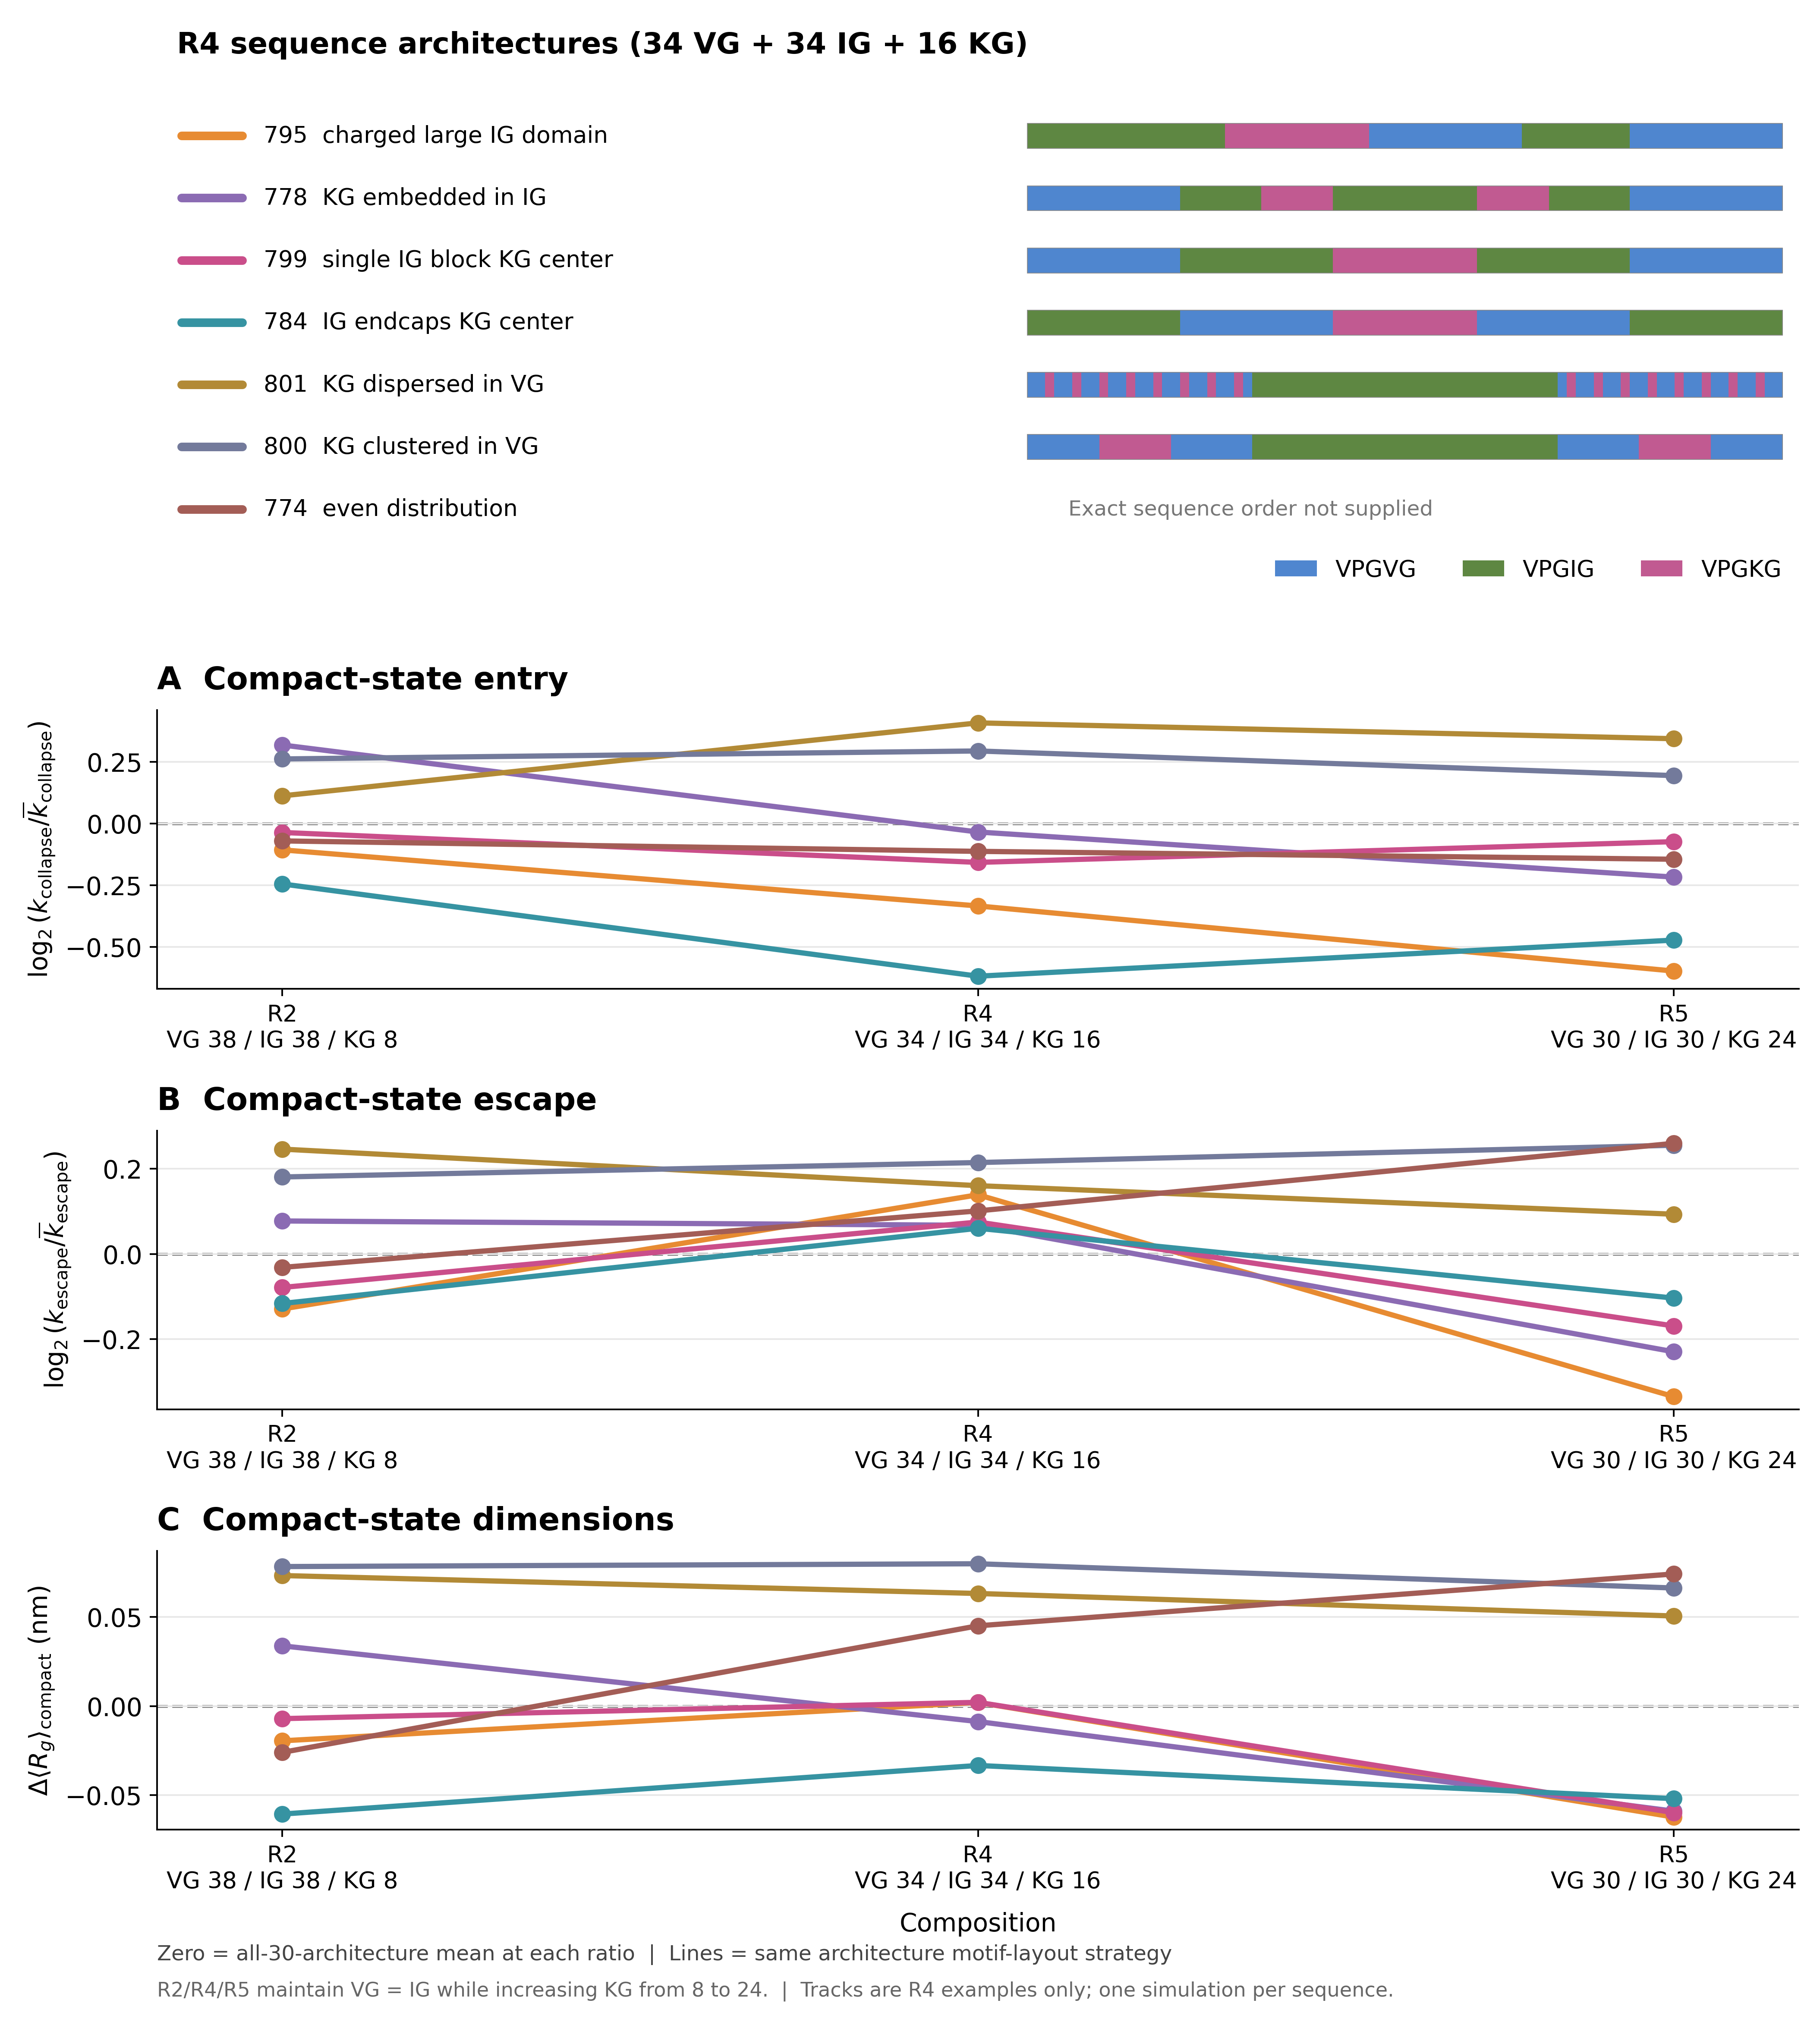 R4 sequence architectures (34 VG + 34 IG + 16 KG)
795 charged large IG domain
778 KG embedded in IG
799 single IG block KG center
784 IG endcaps KG center
801 KG dispersed in VG
800 KG clustered in VG
774 even distribution
Exact sequence order not supplied
VPGVG VPGIG VPGKG
A Compact-state entry
log₂ (k_collapse/k̅_collapse)
0.25
0.00
−0.25
−0.50
R2 R4 R5
VG 38 / IG 38 / KG 8 VG 34 / IG 34 / KG 16 VG 30 / IG 30 / KG 24
B Compact-state escape
log₂ (k_escape/k̅_escape)
0.2
0.0
−0.2
R2 R4 R5
VG 38 / IG 38 / KG 8 VG 34 / IG 34 / KG 16 VG 30 / IG 30 / KG 24
C Compact-state dimensions
Δ⟨R_g⟩_compact (nm)
0.05
0.00
−0.05
R2 R4 R5
VG 38 / IG 38 / KG 8 VG 34 / IG 34 / KG 16 VG 30 / IG 30 / KG 24
Composition
Zero = all-30-architecture mean at each ratio | Lines = same architecture motif-layout strategy
R2/R4/R5 maintain VG = IG while increasing KG from 8 to 24. | Tracks are R4 examples only; one simulation per sequence.